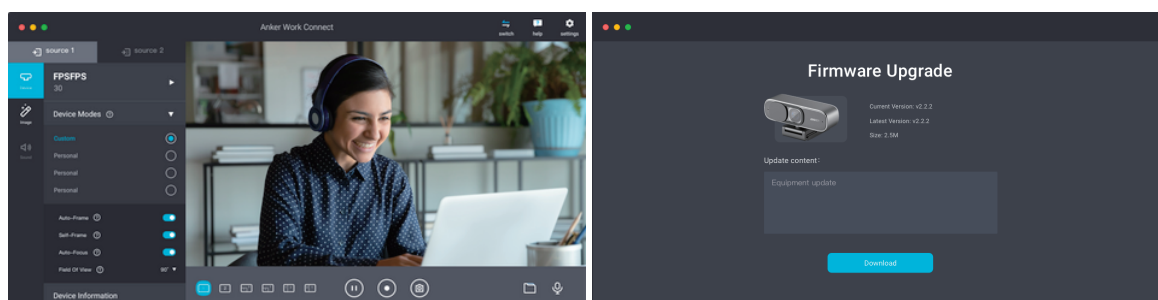 Anker Work Connect
switch
help
settings
source 1
source 2
FPSFPS
30
Device Modes
Image
Custom
Personal
Personal
Personal
Auto-Frame
Self-Frame
Auto-Focus
Field Of View
90°
Device Information
Firmware Upgrade
Current Version: v2.2.2
Latest Version: v2.2.2
Size: 2.5M
Update content:
Equipment update
Download